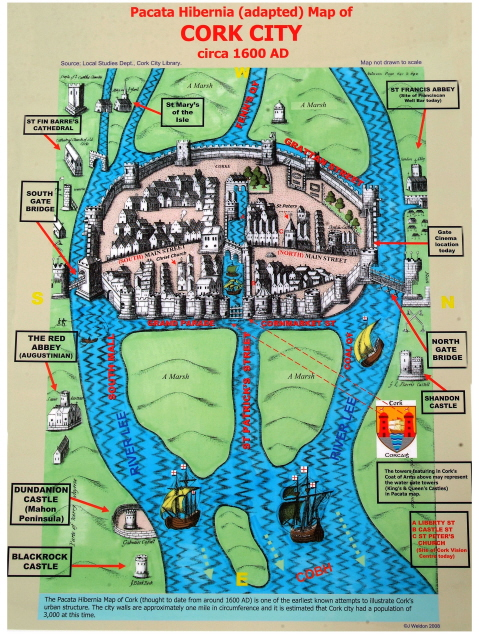 Pacata Hibernia (adapted) Map of
CORK CITY
circa 1600 AD
Source: Local Studies Dept., Cork City Library.
Map not drawn to scale
A Marsh
A Marsh
St Mary's
of the
Isle
ST FRANCIS ABBEY
(Site of Franciscan
Well Bar today)
ST FIN BARRE'S
CATHEDRAL
GRATTAN STREET
CORKE
SOUTH
GATE
BRIDGE
St Peters
Gate
Cinema
location
today
(SOUTH) MAIN STREET
Christ Church
(NORTH) MAIN STREET
S
N
GRAND PARADE
CORNMARKET ST
SOUTH MALL
ST PATRICK'S STREET
COAL QY
NORTH
GATE
BRIDGE
THE RED
ABBEY
(AUGUSTINIAN)
A Marsh
A Marsh
SHANDON
CASTLE
Cork
Corcaigh
RIVER LEE
RIVER LEE
The towers featuring in Cork's
Coat of Arms above may represent
the water gate towers
(King's & Queen's Castles)
in Pacata map.
DUNDANION
CASTLE
(Mahon
Peninsula)
A LIBERTY ST
B CASTLE ST
C ST PETER'S
CHURCH
(Site of Cork Vision
Centre today)
BLACKROCK
CASTLE
E
COBH
The Pacata Hibernia Map of Cork (thought to date from around 1600 AD) is one of the earliest known attempts to illustrate Cork's
urban structure. The city walls are approximately one mile in circumference and it is estimated that Cork city had a population of
3,000 at this time.
©J Weldon 2008